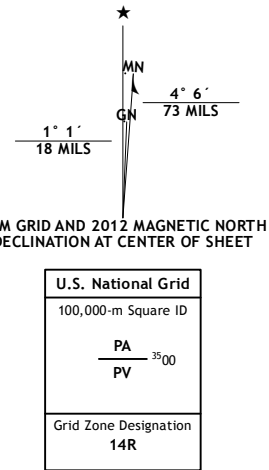 ★
MN
GN
4° 6´
73 MILS
1° 1´
18 MILS
M GRID AND 2012 MAGNETIC NORTH
DECLINATION AT CENTER OF SHEET
U.S. National Grid
100,000-m Square ID
PA
3500
PV
Grid Zone Designation
14R